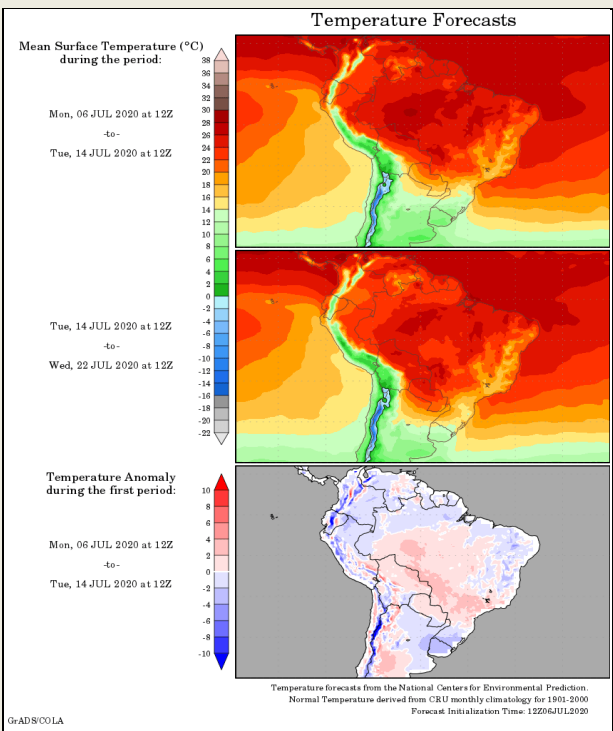 Temperature Forecasts
Mean Surface Temperature (°C)
during the period:
Mon, 06 JUL 2020 at 12Z
-to-
Tue, 14 JUL 2020 at 12Z
38
36
34
32
30
28
26
24
22
20
18
16
14
12
10
8
6
4
2
0
-2
-4
-6
-8
-10
-12
-14
-16
-18
-20
-22
Tue, 14 JUL 2020 at 12Z
-to-
Wed, 22 JUL 2020 at 12Z
Temperature Anomaly
during the first period:
Mon, 06 JUL 2020 at 12Z
-to-
Tue, 14 JUL 2020 at 12Z
10
8
6
4
2
0
-2
-4
-6
-8
-10
Temperature forecasts from the National Centers for Environmental Prediction.
Normal Temperature derived from CRU monthly climatology for 1901-2000
Forecast Initialization Time: 12Z06JUL2020
GrADS/COLA